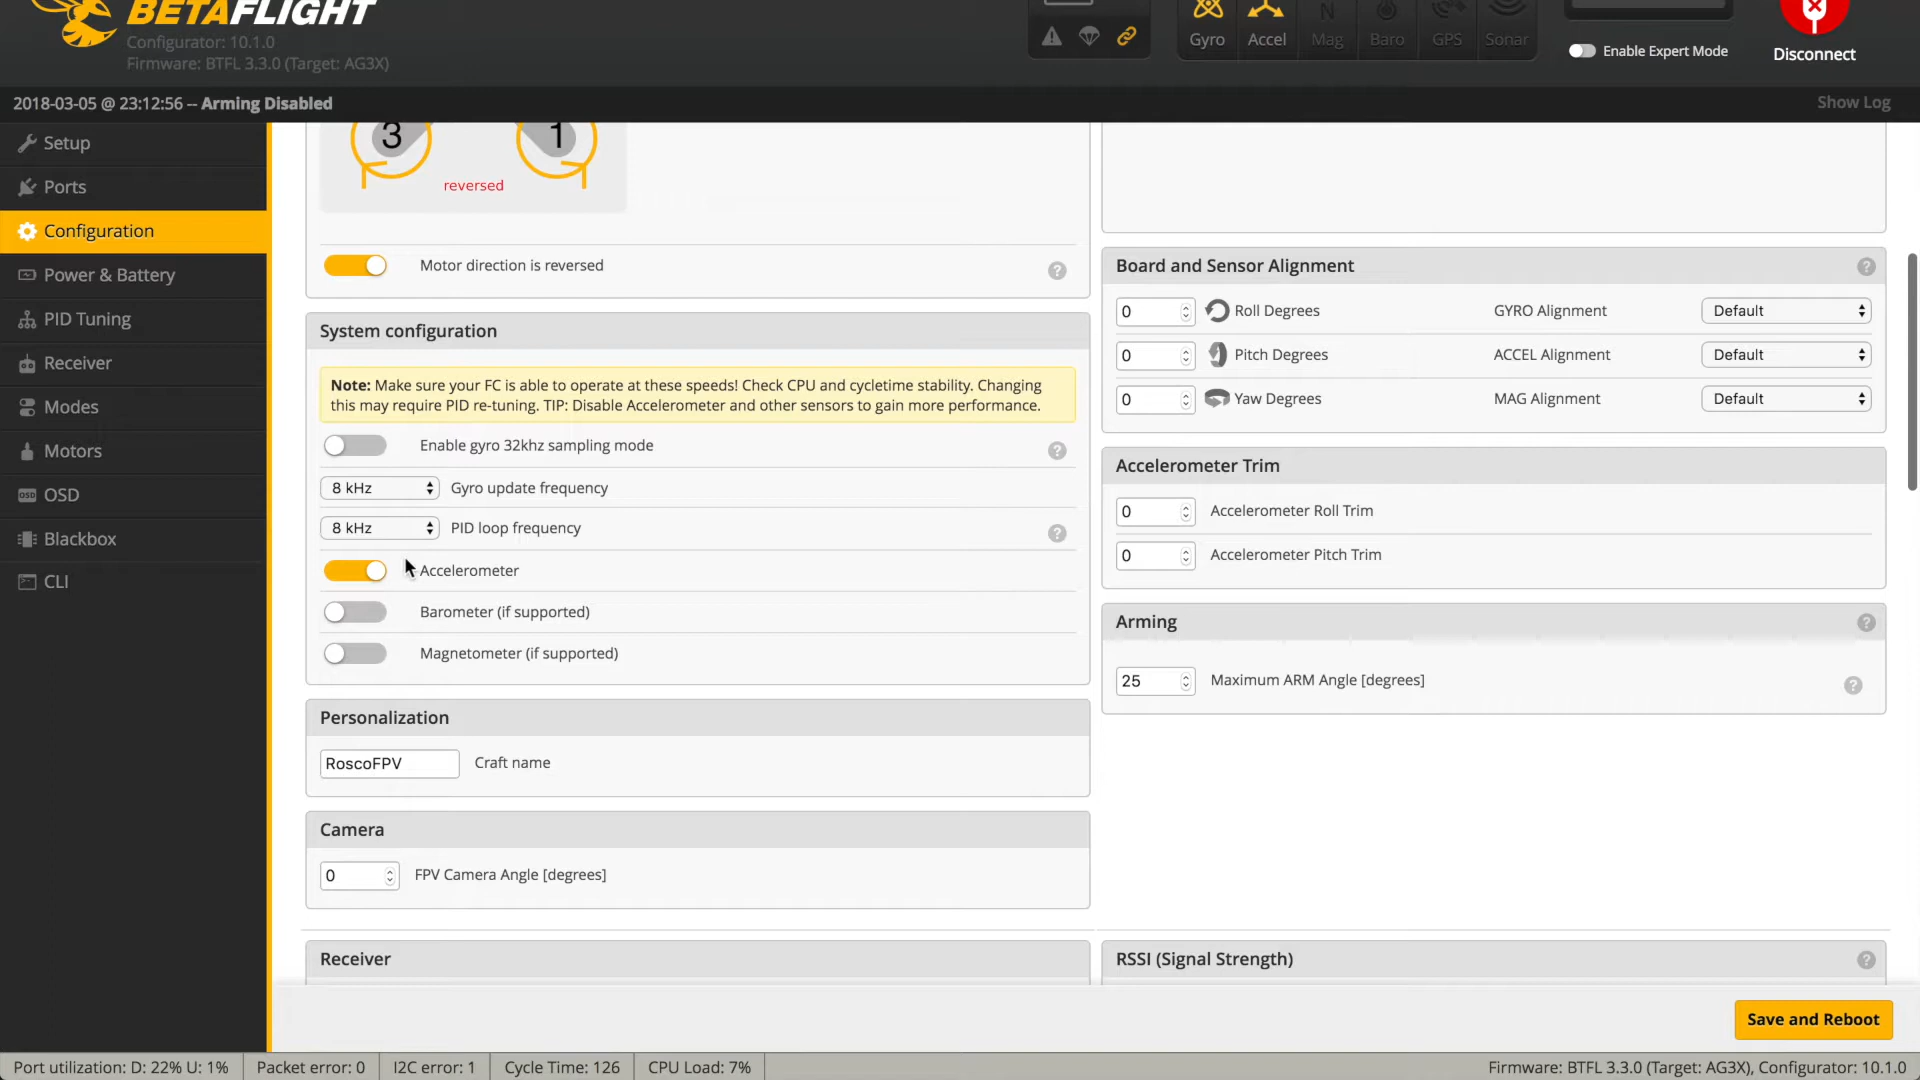 BETAFLIGHT
Configurator: 10.1.0
Firmware: BTFL 3.3.0 (Target: AG3X)
Gyro
Accel
Mag
Baro
GPS
Sonar
Enable Expert Mode
Disconnect
2018-03-05 @ 23:12:56 -- Arming Disabled
Show Log
Setup
Ports
Configuration
Power & Battery
PID Tuning
Receiver
Modes
Motors
OSD
OSD
Blackbox
CLI
3
1
reversed
Motor direction is reversed
?
System configuration
Note: Make sure your FC is able to operate at these speeds! Check CPU and cycletime stability. Changing
this may require PID re-tuning. TIP: Disable Accelerometer and other sensors to gain more performance.
Enable gyro 32khz sampling mode
?
8 kHz
Gyro update frequency
8 kHz
PID loop frequency
?
Accelerometer
Barometer (if supported)
Magnetometer (if supported)
Personalization
RoscoFPV
Craft name
Camera
0
FPV Camera Angle [degrees]
Receiver
Board and Sensor Alignment
?
0
Roll Degrees
GYRO Alignment
Default
0
Pitch Degrees
ACCEL Alignment
Default
0
Yaw Degrees
MAG Alignment
Default
Accelerometer Trim
0
Accelerometer Roll Trim
0
Accelerometer Pitch Trim
Arming
?
25
Maximum ARM Angle [degrees]
?
RSSI (Signal Strength)
?
Save and Reboot
Port utilization: D: 22% U: 1%
Packet error: 0
I2C error: 1
Cycle Time: 126
CPU Load: 7%
Firmware: BTFL 3.3.0 (Target: AG3X), Configurator: 10.1.0